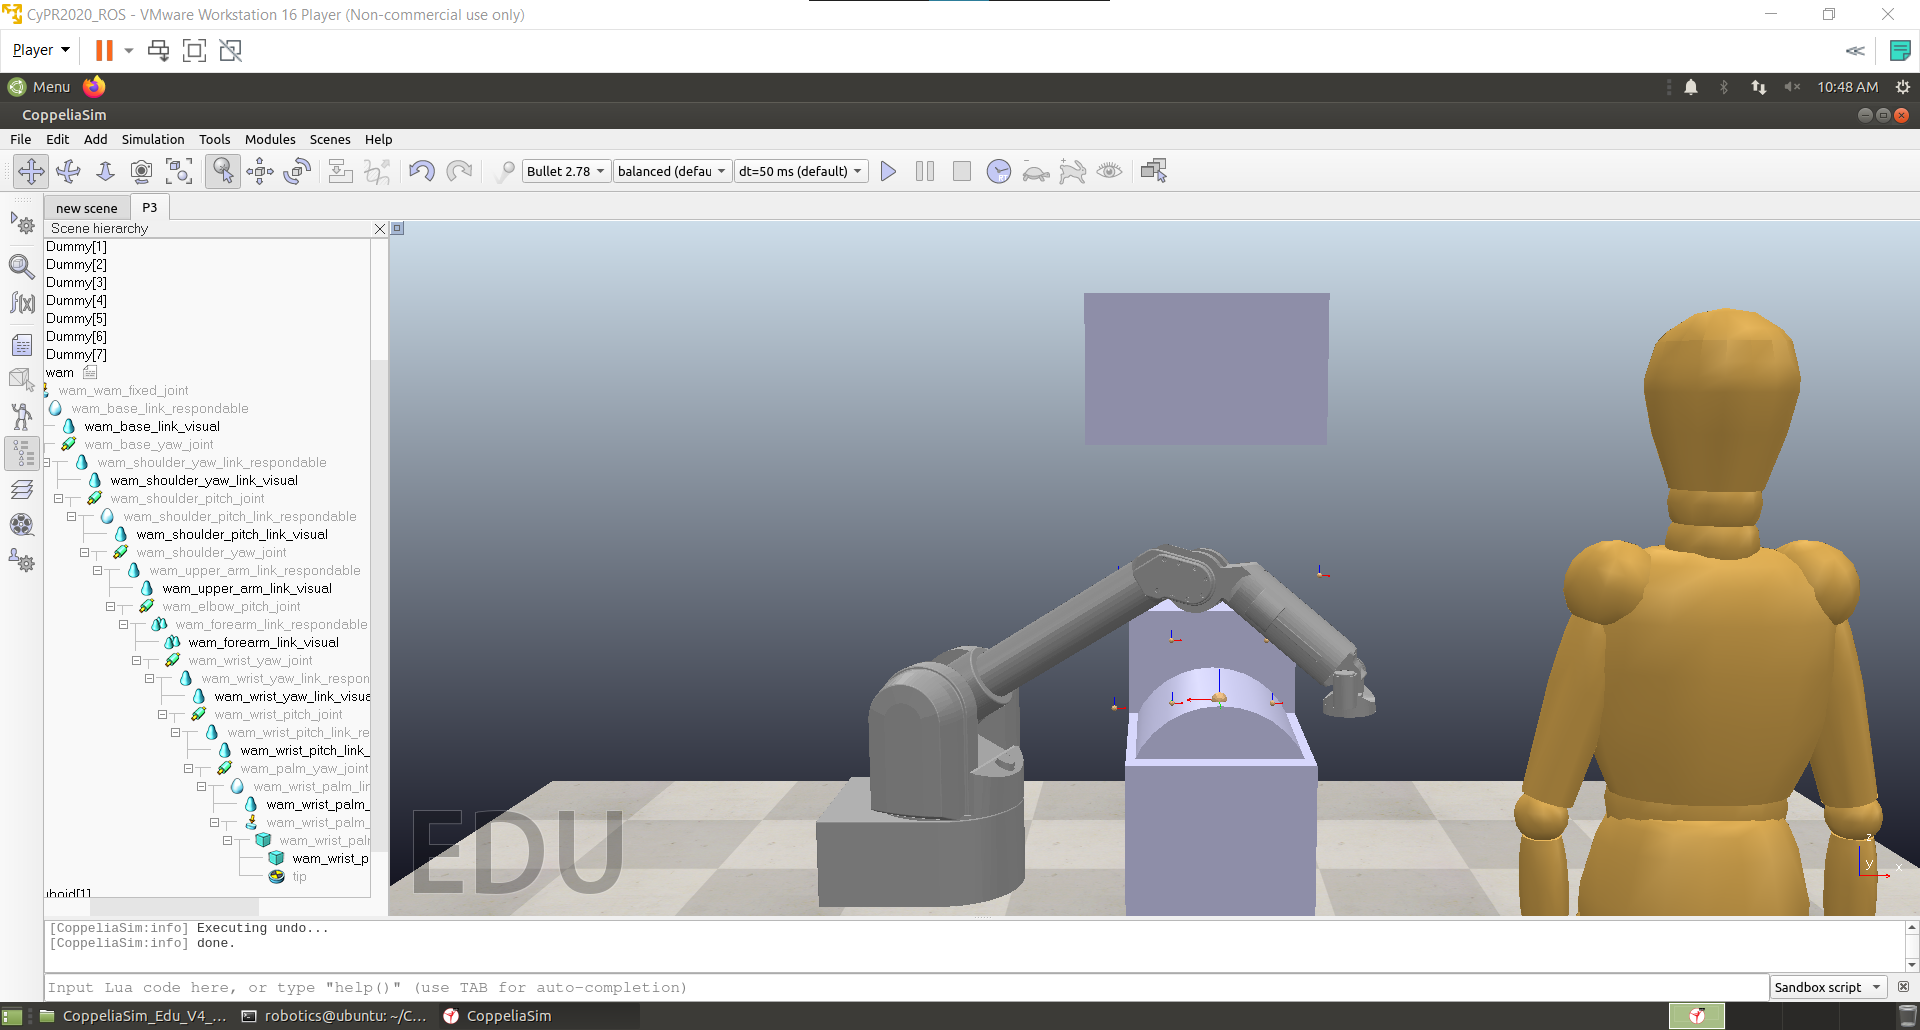 CyPR2020_ROS - VMware Workstation 16 Player (Non-commercial use only)
Player
Menu
10:48 AM
CoppeliaSim
File Edit Add Simulation Tools Modules Scenes Help
Bullet 2.78 balanced (defau dt=50 ms (default)
new scene P3
Scene hierarchy
Dummy[1]
Dummy[2]
Dummy[3]
Dummy[4]
Dummy[5]
Dummy[6]
Dummy[7]
wam
wam_wam_fixed_joint
wam_base_link_respondable
wam_base_link_visual
wam_base_yaw_joint
wam_shoulder_yaw_link_respondable
wam_shoulder_yaw_link_visual
wam_shoulder_pitch_joint
wam_shoulder_pitch_link_respondable
wam_shoulder_pitch_link_visual
wam_shoulder_yaw_joint
wam_upper_arm_link_respondable
wam_upper_arm_link_visual
wam_elbow_pitch_joint
wam_forearm_link_respondable
wam_forearm_link_visual
wam_wrist_yaw_joint
wam_wrist_yaw_link_respon
wam_wrist_yaw_link_visua
wam_wrist_pitch_joint
wam_wrist_pitch_link_re
wam_wrist_pitch_link_
wam_palm_yaw_joint
wam_wrist_palm_lin
wam_wrist_palm_
wam_wrist_palm_
wam_wrist_pal
wam_wrist_p
tip
EDU
z
y x
[CoppeliaSim:info] Executing undo...
[CoppeliaSim:info] done.
Input Lua code here, or type "help()" (use TAB for auto-completion)
Sandbox script
CoppeliaSim_Edu_V4_... robotics@ubuntu: ~/C... CoppeliaSim